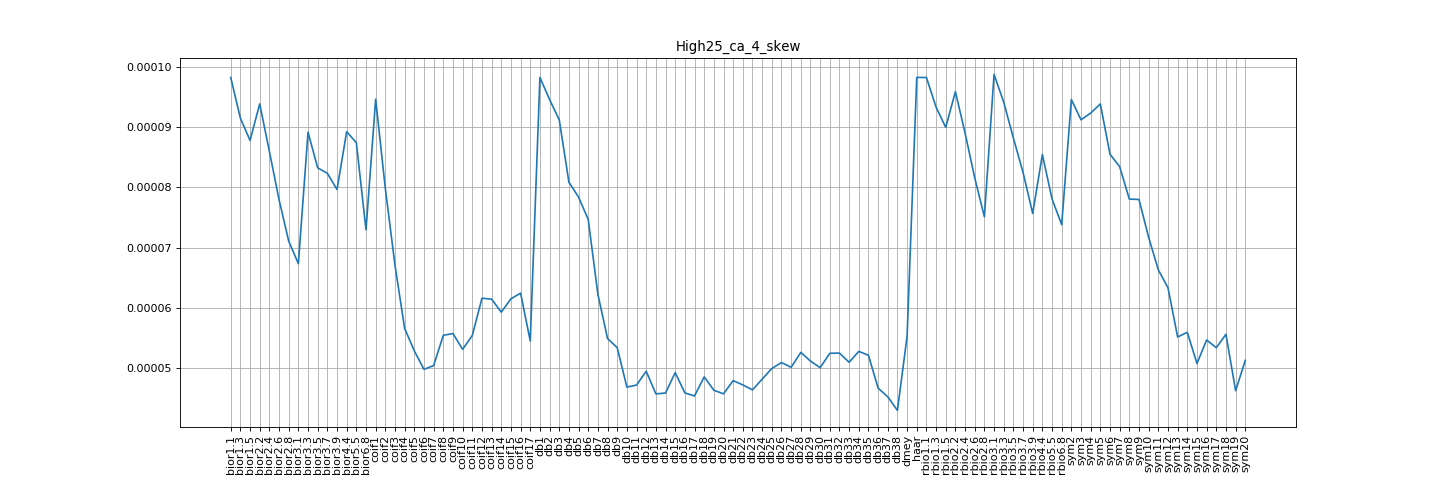 High25_ca_4_skew
0.00010
0.00009
0.00008
0.00007
0.00006
0.00005
bior1.1
bior1.3
bior1.5
bior2.2
bior2.4
bior2.6
bior2.8
bior3.1
bior3.3
bior3.5
bior3.7
bior3.9
bior4.4
bior5.5
bior6.8
coif1
coif2
coif3
coif4
coif5
coif6
coif7
coif8
coif9
coif10
coif11
coif12
coif13
coif14
coif15
coif16
coif17
db1
db2
db3
db4
db5
db6
db7
db8
db9
db10
db11
db12
db13
db14
db15
db16
db17
db18
db19
db20
db21
db22
db23
db24
db25
db26
db27
db28
db29
db30
db31
db32
db33
db34
db35
db36
db37
db38
dmey
haar
rbio1.1
rbio1.3
rbio1.5
rbio2.2
rbio2.4
rbio2.6
rbio2.8
rbio3.1
rbio3.3
rbio3.5
rbio3.7
rbio3.9
rbio4.4
rbio5.5
rbio6.8
sym2
sym3
sym4
sym5
sym6
sym7
sym8
sym9
sym10
sym11
sym12
sym13
sym14
sym15
sym16
sym17
sym18
sym19
sym20